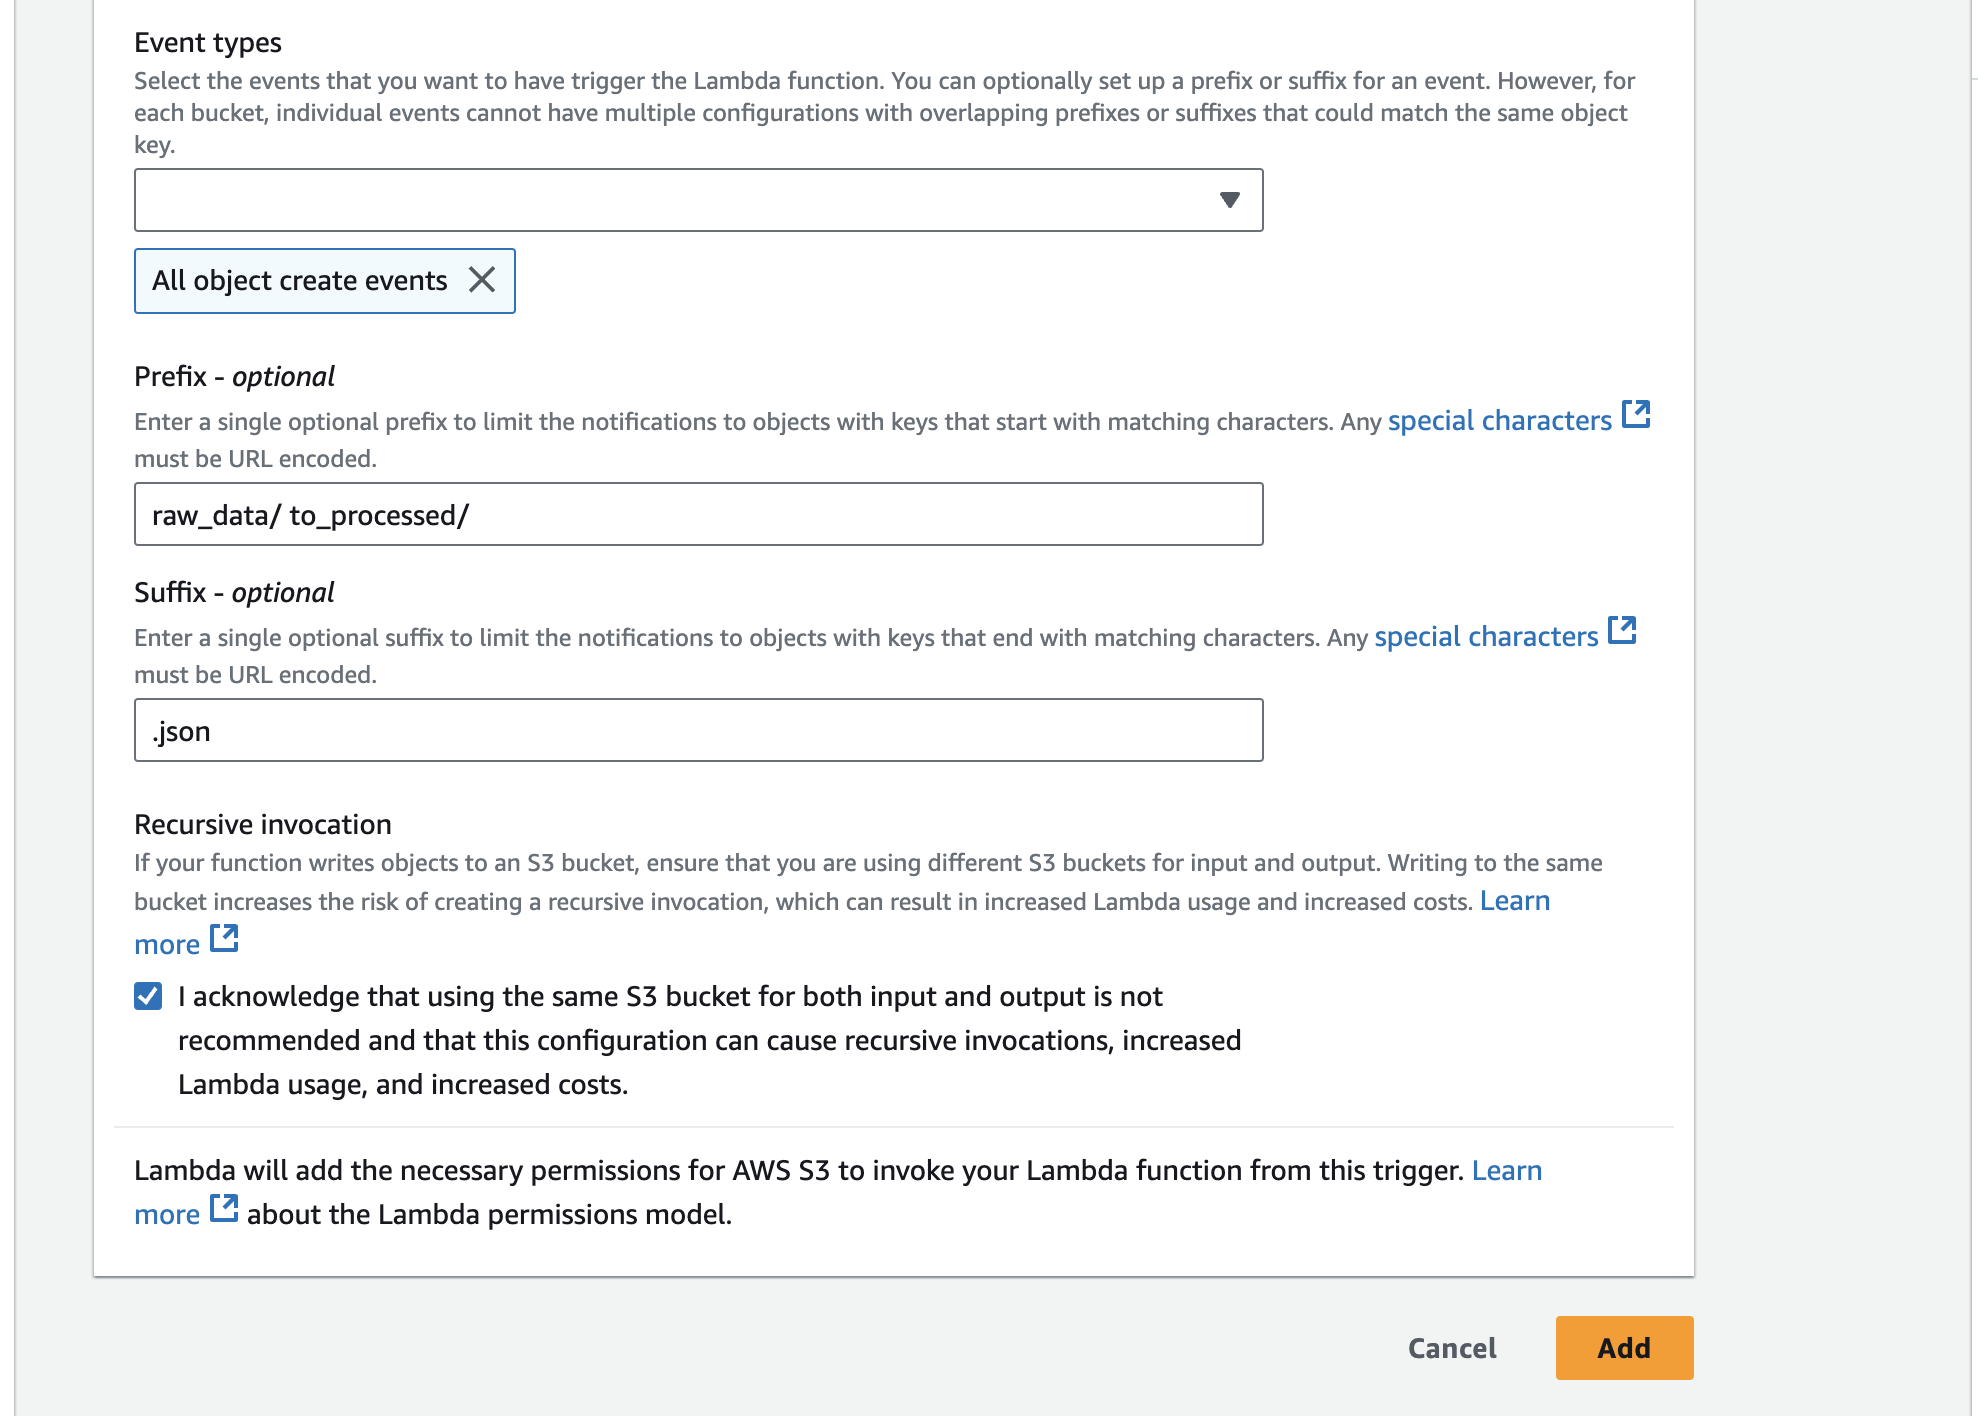 Event types
Select the events that you want to have trigger the Lambda function. You can optionally set up a prefix or suffix for an event. However, for
each bucket, individual events cannot have multiple configurations with overlapping prefixes or suffixes that could match the same object
key.
All object create events
Prefix - optional
Enter a single optional prefix to limit the notifications to objects with keys that start with matching characters. Any special characters
must be URL encoded.
raw_data/ to_processed/
Suffix - optional
Enter a single optional suffix to limit the notifications to objects with keys that end with matching characters. Any special characters
must be URL encoded.
.json
Recursive invocation
If your function writes objects to an S3 bucket, ensure that you are using different S3 buckets for input and output. Writing to the same
bucket increases the risk of creating a recursive invocation, which can result in increased Lambda usage and increased costs. Learn
more
I acknowledge that using the same S3 bucket for both input and output is not
recommended and that this configuration can cause recursive invocations, increased
Lambda usage, and increased costs.
Lambda will add the necessary permissions for AWS S3 to invoke your Lambda function from this trigger. Learn
more about the Lambda permissions model.
Cancel Add